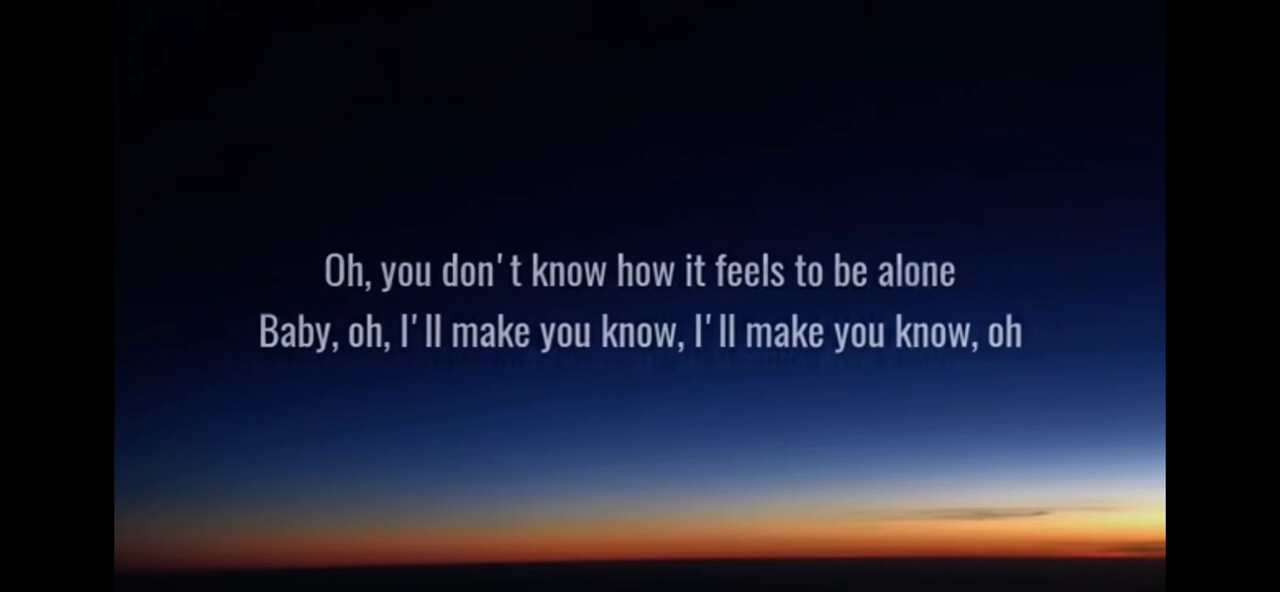 Oh, you don't know how it feels to be alone
Baby, oh, I'll make you know, I'll make you know, oh